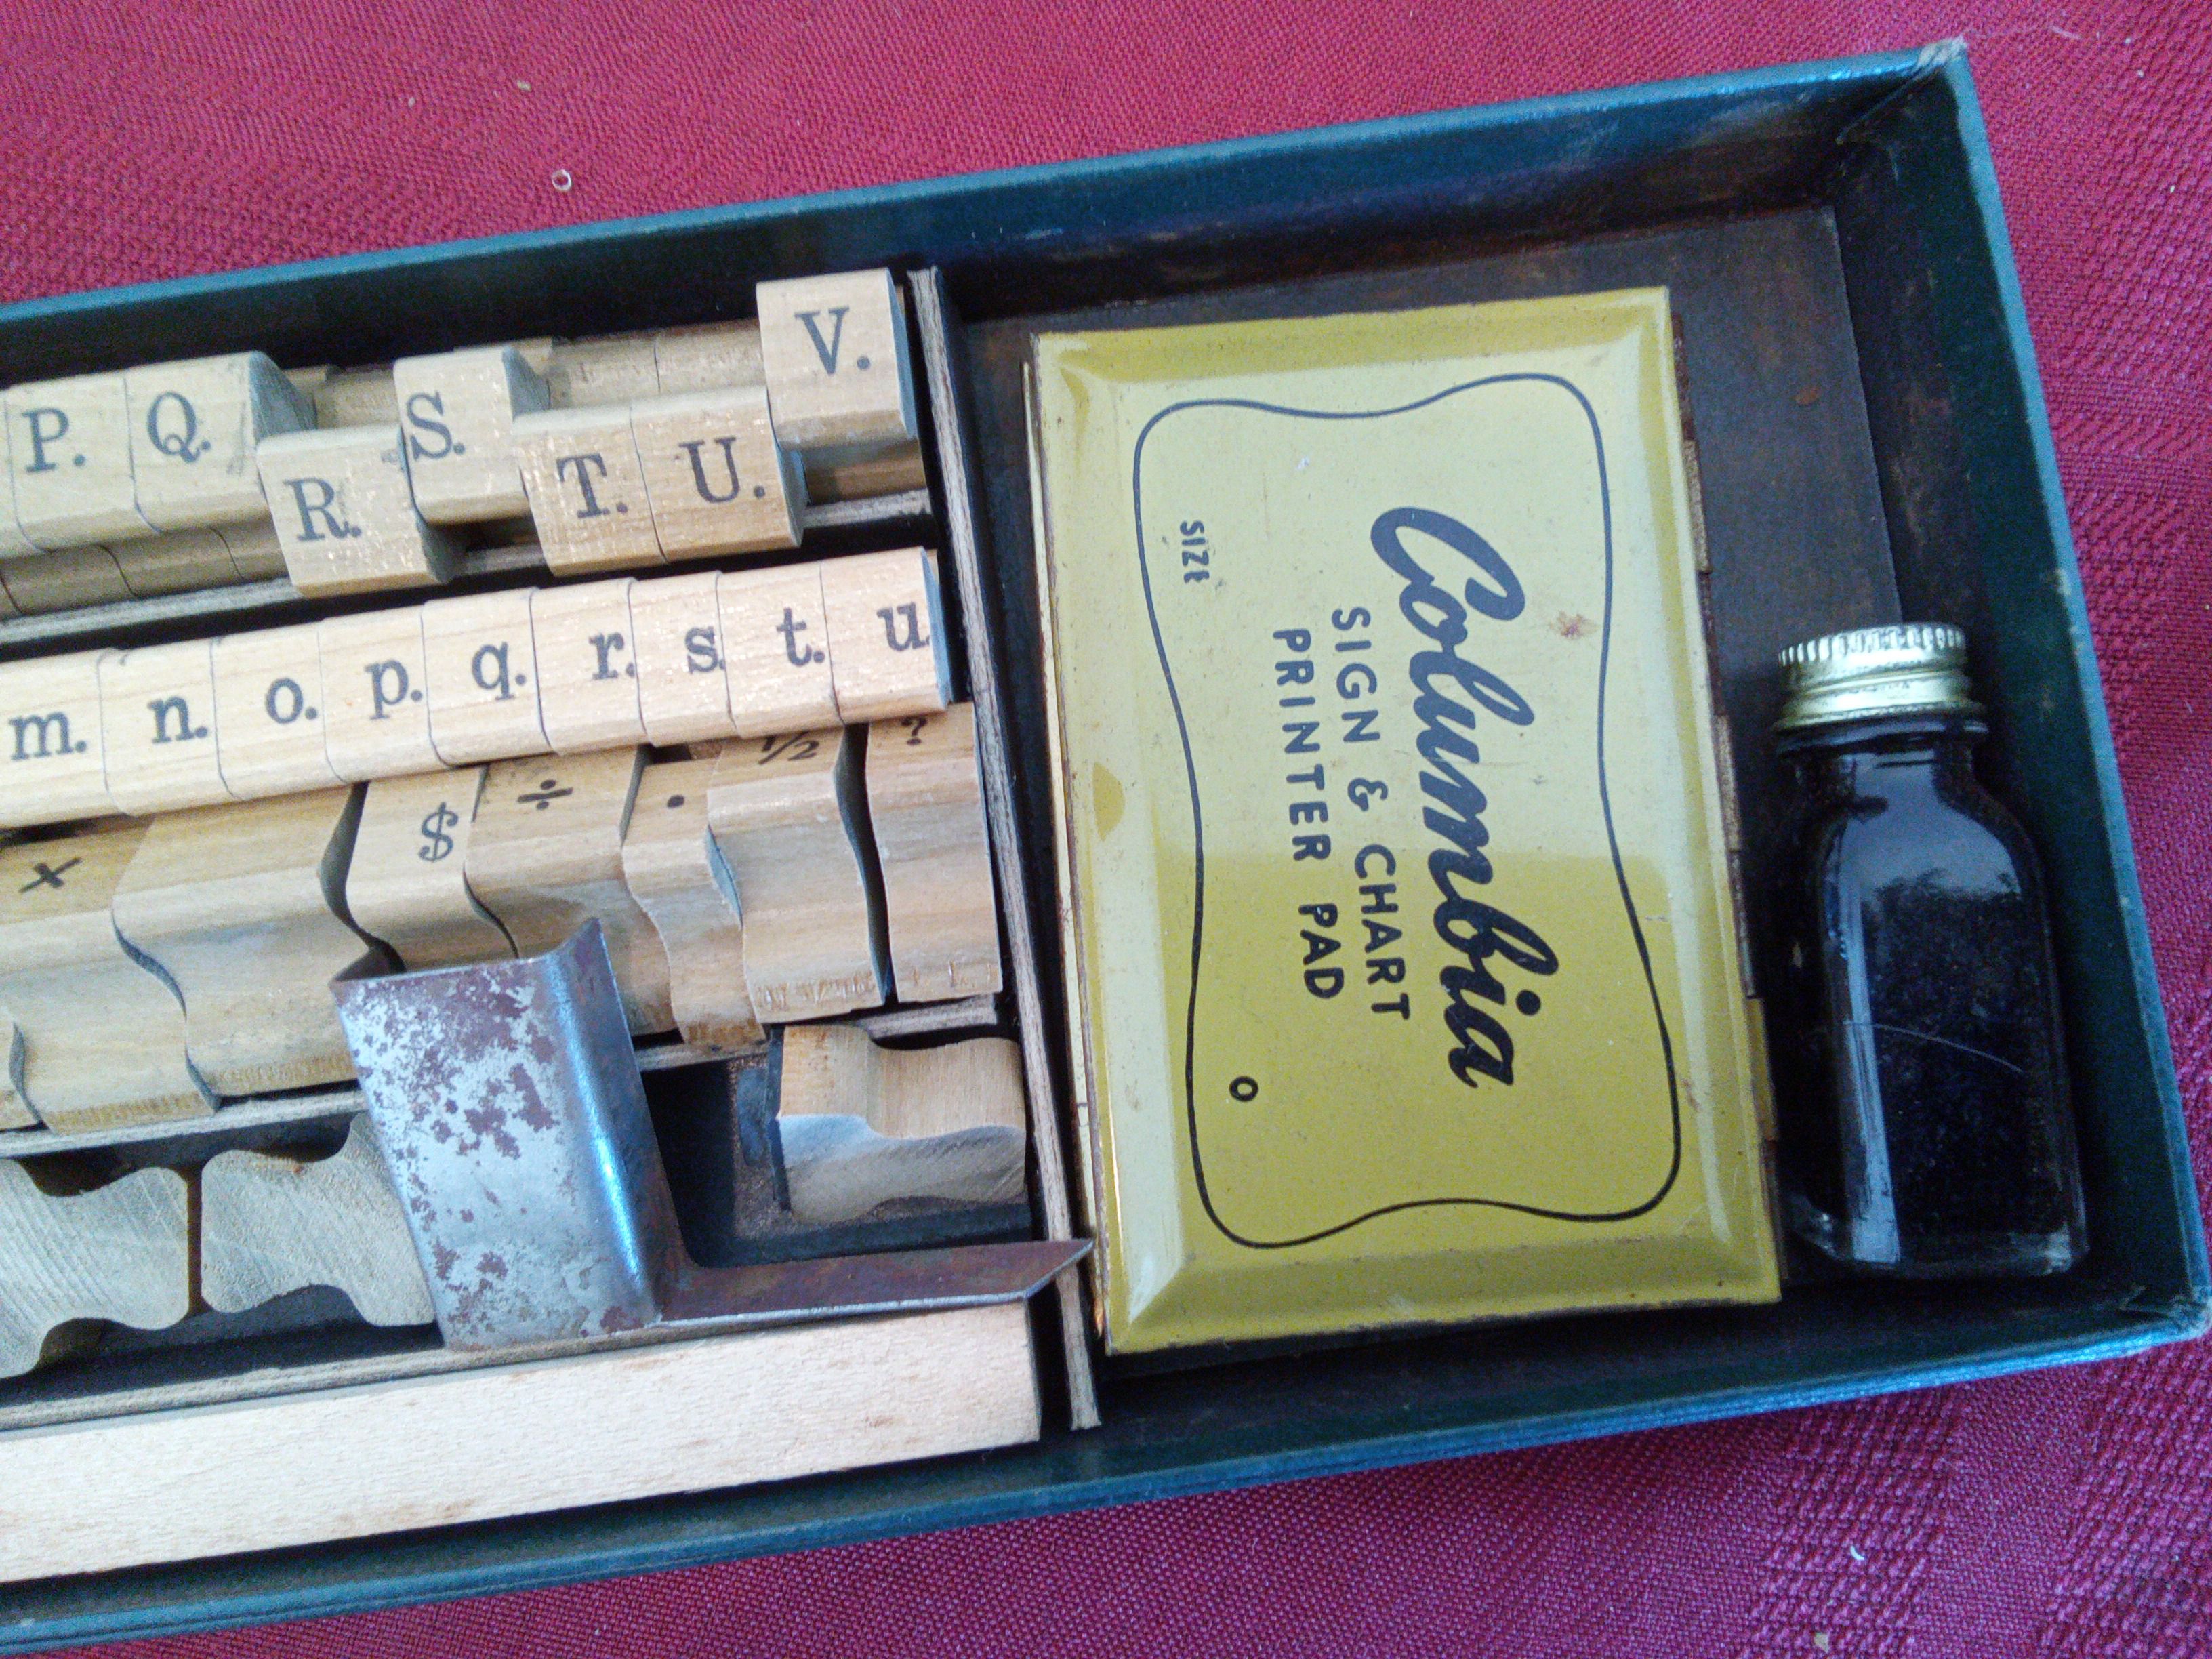 P. Q. R. S. T. U. V.
m. n. o. p. q. r. s. t. u
× $ ÷ . 1/2 ?
Columbia
SIGN & CHART
PRINTER PAD
SIZE 0